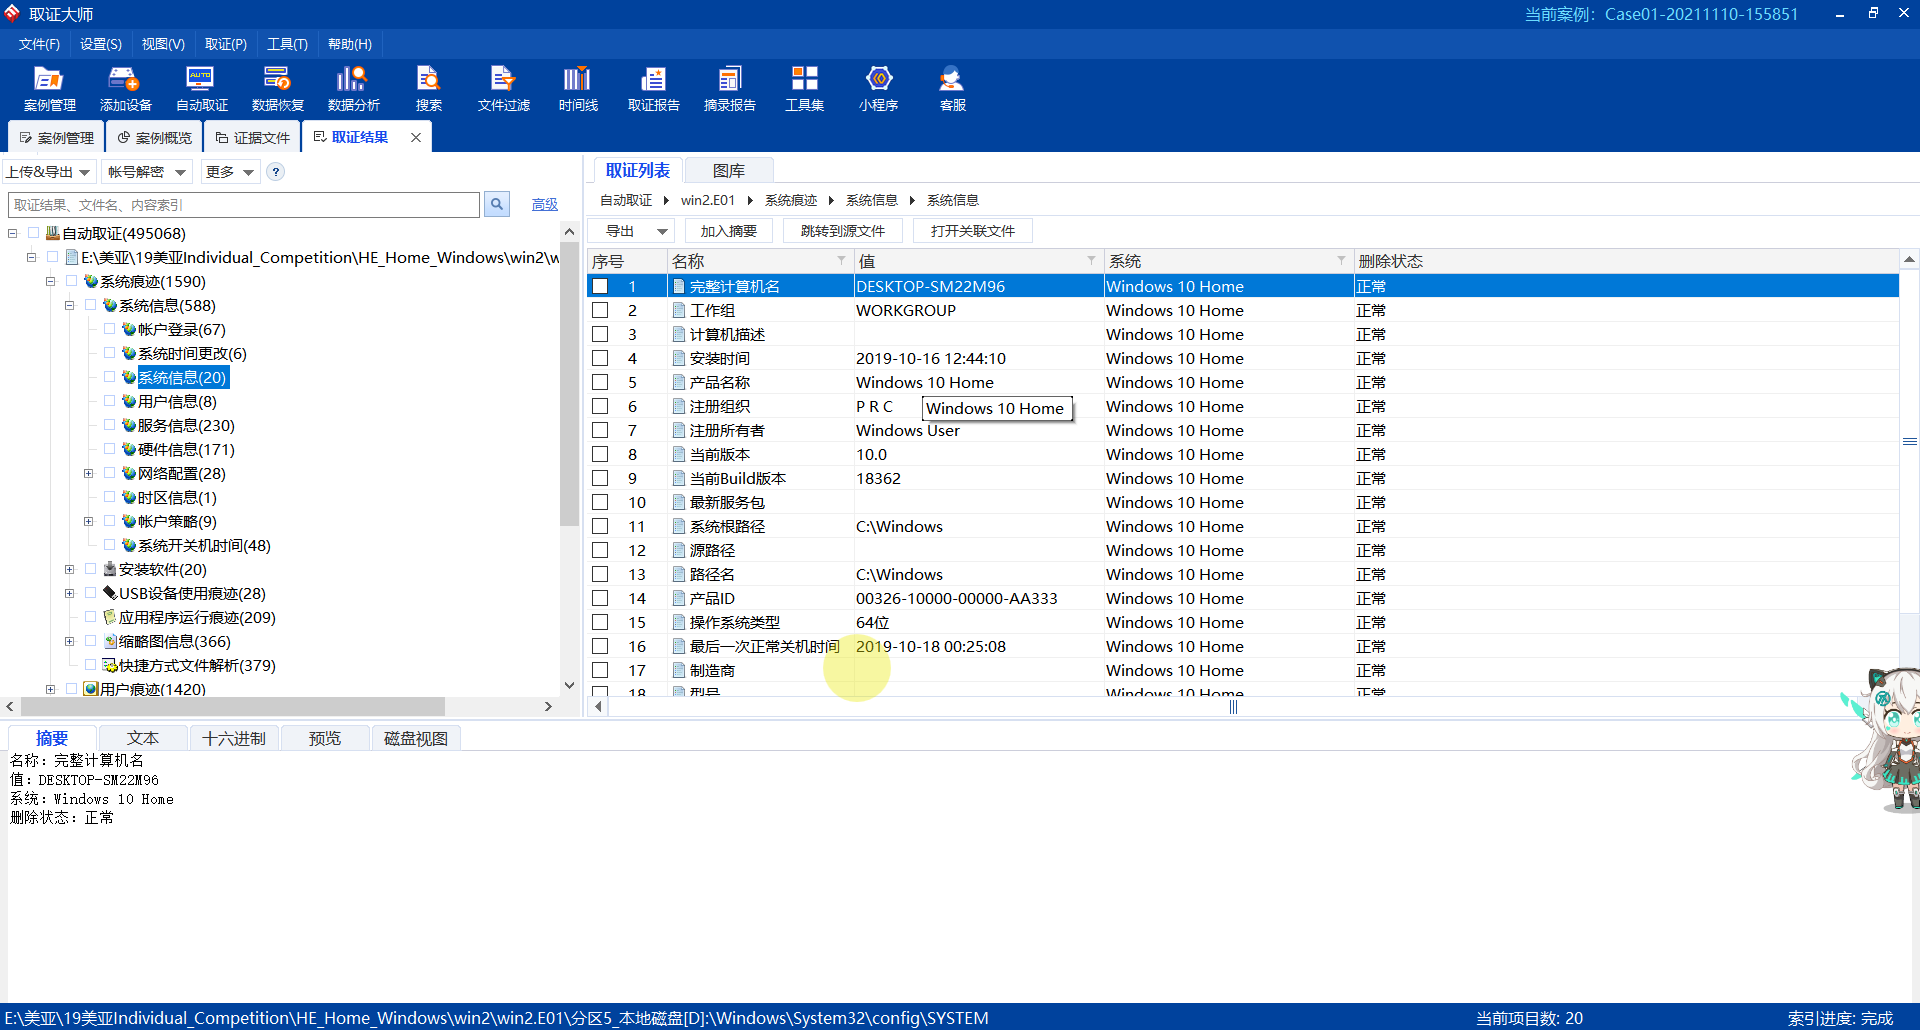 取证大师
当前案例：Case01-20211110-155851
文件(F) 设置(S) 视图(V) 取证(P) 工具(T) 帮助(H)
案例管理 添加设备 自动取证 数据恢复 数据分析 搜索 文件过滤 时间线 取证报告 摘录报告 工具集 小程序 客服
案例管理 案例概览 证据文件 取证结果
上传&导出 帐号解密 更多 ?
取证结果、文件名、内容索引 高级
自动取证(495068)
E:\美亚\19美亚Individual_Competition\HE_Home_Windows\win2\w
系统痕迹(1590)
系统信息(588)
帐户登录(67)
系统时间更改(6)
系统信息(20)
用户信息(8)
服务信息(230)
硬件信息(171)
网络配置(28)
时区信息(1)
帐户策略(9)
系统开关机时间(48)
安装软件(20)
USB设备使用痕迹(28)
应用程序运行痕迹(209)
缩略图信息(366)
快捷方式文件解析(379)
用户痕迹(1420)
取证列表 图库
自动取证 win2.E01 系统痕迹 系统信息 系统信息
导出 加入摘要 跳转到源文件 打开关联文件
序号 名称 值 系统 删除状态
1 完整计算机名 DESKTOP-SM22M96 Windows 10 Home 正常
2 工作组 WORKGROUP Windows 10 Home 正常
3 计算机描述 Windows 10 Home 正常
4 安装时间 2019-10-16 12:44:10 Windows 10 Home 正常
5 产品名称 Windows 10 Home Windows 10 Home 正常
6 注册组织 P R C Windows 10 Home 正常
Windows 10 Home
7 注册所有者 Windows User Windows 10 Home 正常
8 当前版本 10.0 Windows 10 Home 正常
9 当前Build版本 18362 Windows 10 Home 正常
10 最新服务包 Windows 10 Home 正常
11 系统根路径 C:\Windows Windows 10 Home 正常
12 源路径 Windows 10 Home 正常
13 路径名 C:\Windows Windows 10 Home 正常
14 产品ID 00326-10000-00000-AA333 Windows 10 Home 正常
15 操作系统类型 64位 Windows 10 Home 正常
16 最后一次正常关机时间 2019-10-18 00:25:08 Windows 10 Home 正常
17 制造商 Windows 10 Home 正常
18 型号 Windows 10 Home 正常
摘要 文本 十六进制 预览 磁盘视图
名称：完整计算机名
值：DESKTOP-SM22M96
系统：Windows 10 Home
删除状态：正常
E:\美亚\19美亚Individual_Competition\HE_Home_Windows\win2\win2.E01\分区5_本地磁盘[D]:\Windows\System32\config\SYSTEM
当前项目数: 20
索引进度: 完成